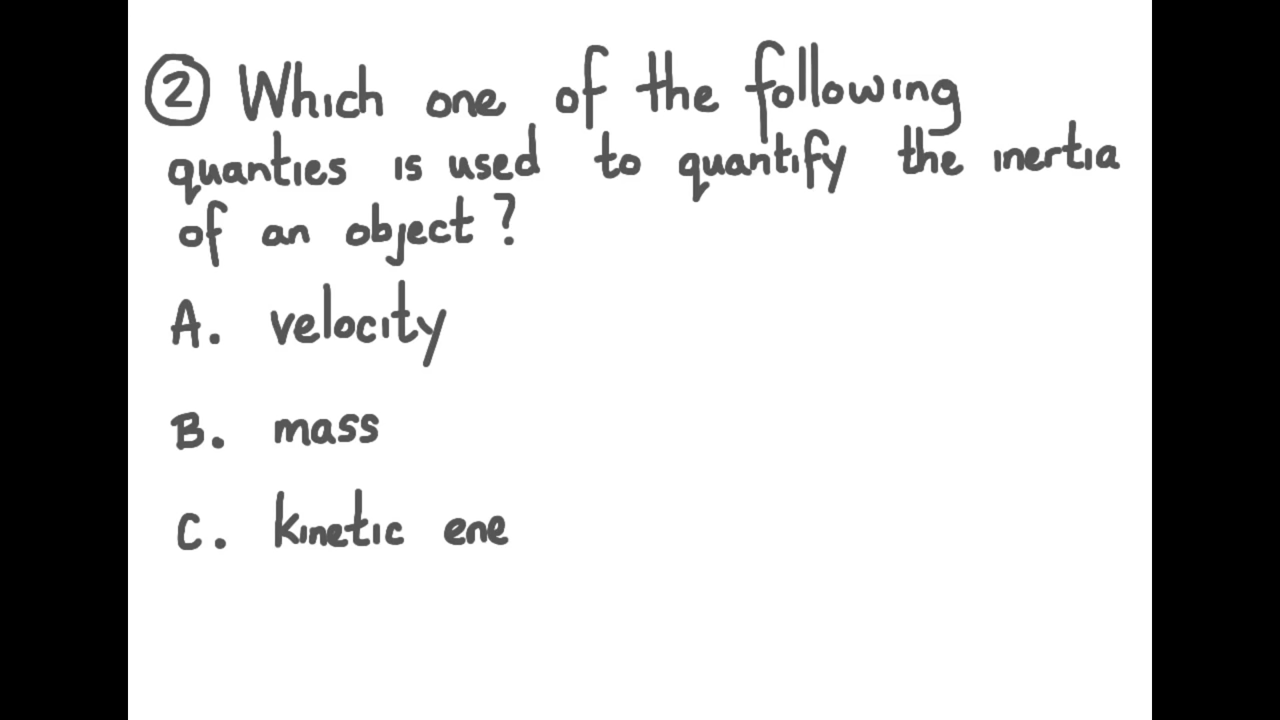 2 Which one of the following
quanties is used to quantify the inertia
of an object?
A. velocity
B. mass
C. kinetic ene